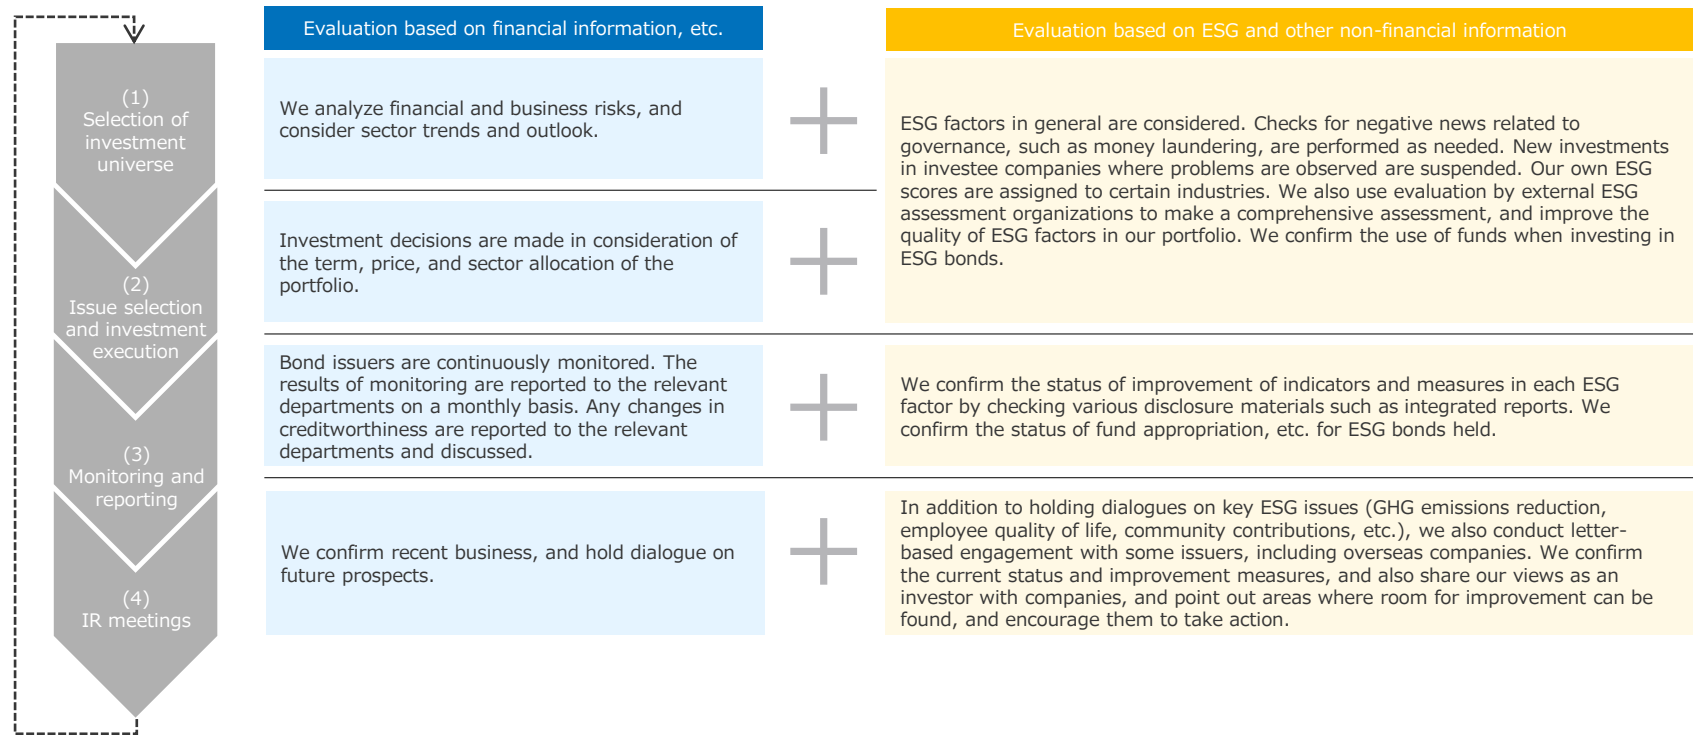 Evaluation based on financial information, etc.
Evaluation based on ESG and other non-financial information
(1)
Selection of
investment
universe
We analyze financial and business risks, and
consider sector trends and outlook.
ESG factors in general are considered. Checks for negative news related to
governance, such as money laundering, are performed as needed. New investments
in investee companies where problems are observed are suspended. Our own ESG
scores are assigned to certain industries. We also use evaluation by external ESG
assessment organizations to make a comprehensive assessment, and improve the
quality of ESG factors in our portfolio. We confirm the use of funds when investing in
ESG bonds.
(2)
Issue selection
and investment
execution
Investment decisions are made in consideration of
the term, price, and sector allocation of the
portfolio.
(3)
Monitoring and
reporting
Bond issuers are continuously monitored. The
results of monitoring are reported to the relevant
departments on a monthly basis. Any changes in
creditworthiness are reported to the relevant
departments and discussed.
We confirm the status of improvement of indicators and measures in each ESG
factor by checking various disclosure materials such as integrated reports. We
confirm the status of fund appropriation, etc. for ESG bonds held.
(4)
IR meetings
We confirm recent business, and hold dialogue on
future prospects.
In addition to holding dialogues on key ESG issues (GHG emissions reduction,
employee quality of life, community contributions, etc.), we also conduct letter-
based engagement with some issuers, including overseas companies. We confirm
the current status and improvement measures, and also share our views as an
investor with companies, and point out areas where room for improvement can be
found, and encourage them to take action.